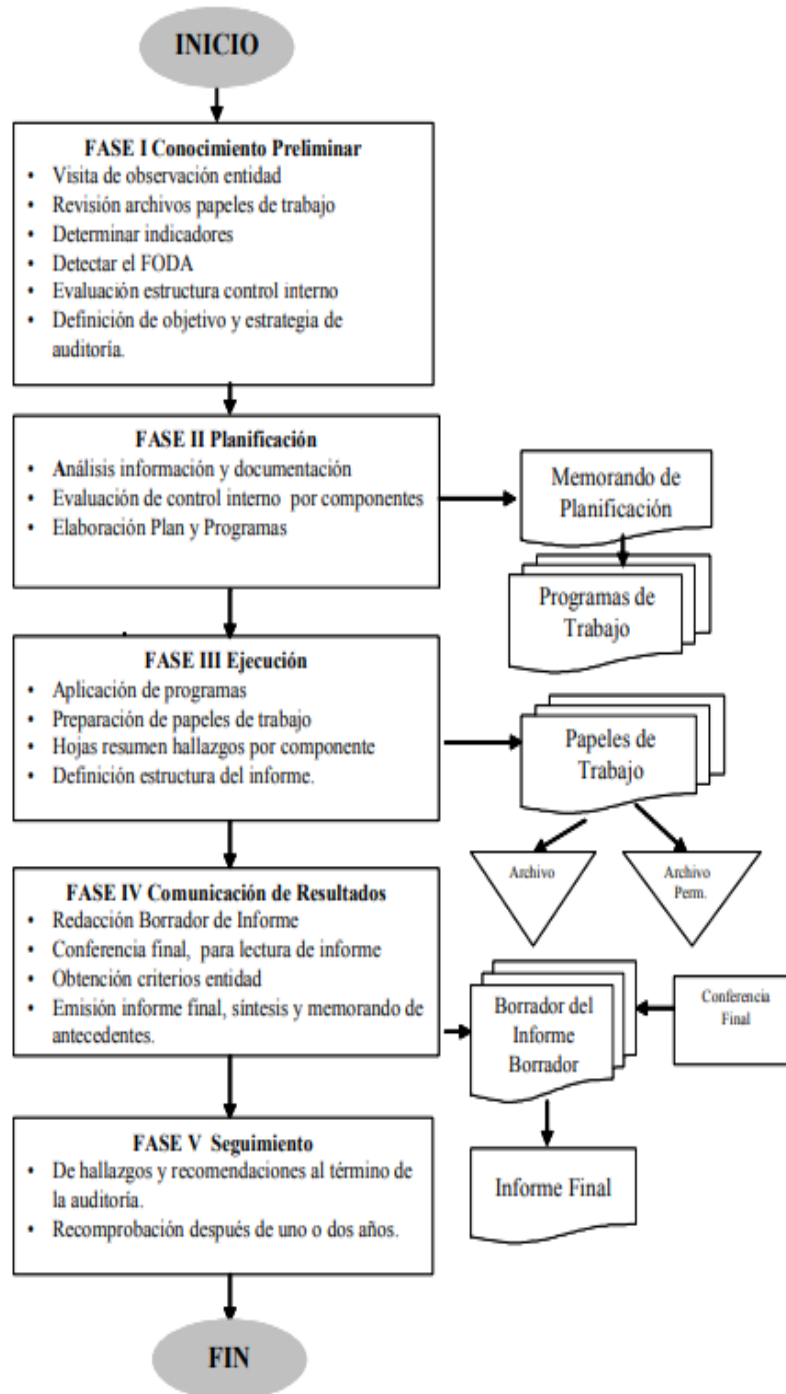 INICIO
FASE I Conocimiento Preliminar
• Visita de observación entidad
• Revisión archivos papeles de trabajo
• Determinar indicadores
• Detectar el FODA
• Evaluación estructura control interno
• Definición de objetivo y estrategia de
auditoría.
FASE II Planificación
• Análisis información y documentación
• Evaluación de control interno por componentes
• Elaboración Plan y Programas
Memorando de
Planificación
Programas de
Trabajo
FASE III Ejecución
• Aplicación de programas
• Preparación de papeles de trabajo
• Hojas resumen hallazgos por componente
• Definición estructura del informe.
Papeles de
Trabajo
Archivo
Archivo
Perm.
FASE IV Comunicación de Resultados
• Redacción Borrador de Informe
• Conferencia final, para lectura de informe
• Obtención criterios entidad
• Emisión informe final, síntesis y memorando de
antecedentes.
Borrador del
Informe
Borrador
Conferencia
Final
FASE V Seguimiento
• De hallazgos y recomendaciones al término de
la auditoría.
• Recomprobación después de uno o dos años.
Informe Final
FIN